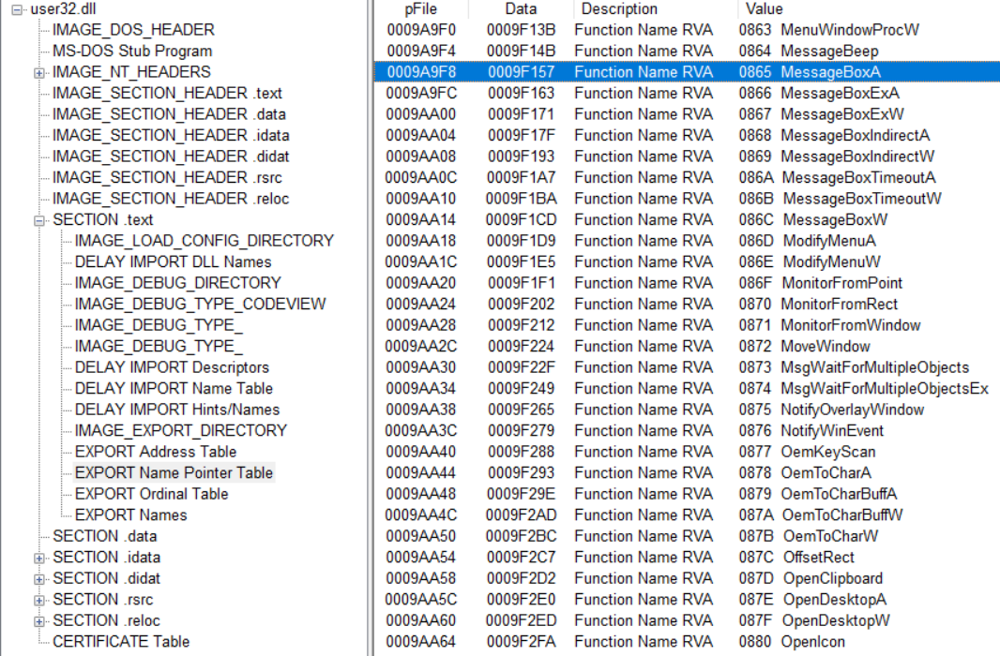 user32.dll
IMAGE_DOS_HEADER
MS-DOS Stub Program
IMAGE_NT_HEADERS
IMAGE_SECTION_HEADER .text
IMAGE_SECTION_HEADER .data
IMAGE_SECTION_HEADER .idata
IMAGE_SECTION_HEADER .didat
IMAGE_SECTION_HEADER .rsrc
IMAGE_SECTION_HEADER .reloc
SECTION .text
IMAGE_LOAD_CONFIG_DIRECTORY
DELAY IMPORT DLL Names
IMAGE_DEBUG_DIRECTORY
IMAGE_DEBUG_TYPE_CODEVIEW
IMAGE_DEBUG_TYPE_
IMAGE_DEBUG_TYPE_
DELAY IMPORT Descriptors
DELAY IMPORT Name Table
DELAY IMPORT Hints/Names
IMAGE_EXPORT_DIRECTORY
EXPORT Address Table
EXPORT Name Pointer Table
EXPORT Ordinal Table
EXPORT Names
SECTION .data
SECTION .idata
SECTION .didat
SECTION .rsrc
SECTION .reloc
CERTIFICATE Table
pFile Data Description Value
0009A9F0 0009F13B Function Name RVA 0863 MenuWindowProcW
0009A9F4 0009F14B Function Name RVA 0864 MessageBeep
0009A9F8 0009F157 Function Name RVA 0865 MessageBoxA
0009A9FC 0009F163 Function Name RVA 0866 MessageBoxExA
0009AA00 0009F171 Function Name RVA 0867 MessageBoxExW
0009AA04 0009F17F Function Name RVA 0868 MessageBoxIndirectA
0009AA08 0009F193 Function Name RVA 0869 MessageBoxIndirectW
0009AA0C 0009F1A7 Function Name RVA 086A MessageBoxTimeoutA
0009AA10 0009F1BA Function Name RVA 086B MessageBoxTimeoutW
0009AA14 0009F1CD Function Name RVA 086C MessageBoxW
0009AA18 0009F1D9 Function Name RVA 086D ModifyMenuA
0009AA1C 0009F1E5 Function Name RVA 086E ModifyMenuW
0009AA20 0009F1F1 Function Name RVA 086F MonitorFromPoint
0009AA24 0009F202 Function Name RVA 0870 MonitorFromRect
0009AA28 0009F212 Function Name RVA 0871 MonitorFromWindow
0009AA2C 0009F224 Function Name RVA 0872 MoveWindow
0009AA30 0009F22F Function Name RVA 0873 MsgWaitForMultipleObjects
0009AA34 0009F249 Function Name RVA 0874 MsgWaitForMultipleObjectsEx
0009AA38 0009F265 Function Name RVA 0875 NotifyOverlayWindow
0009AA3C 0009F279 Function Name RVA 0876 NotifyWinEvent
0009AA40 0009F288 Function Name RVA 0877 OemKeyScan
0009AA44 0009F293 Function Name RVA 0878 OemToCharA
0009AA48 0009F29E Function Name RVA 0879 OemToCharBuffA
0009AA4C 0009F2AD Function Name RVA 087A OemToCharBuffW
0009AA50 0009F2BC Function Name RVA 087B OemToCharW
0009AA54 0009F2C7 Function Name RVA 087C OffsetRect
0009AA58 0009F2D2 Function Name RVA 087D OpenClipboard
0009AA5C 0009F2E0 Function Name RVA 087E OpenDesktopA
0009AA60 0009F2ED Function Name RVA 087F OpenDesktopW
0009AA64 0009F2FA Function Name RVA 0880 OpenIcon